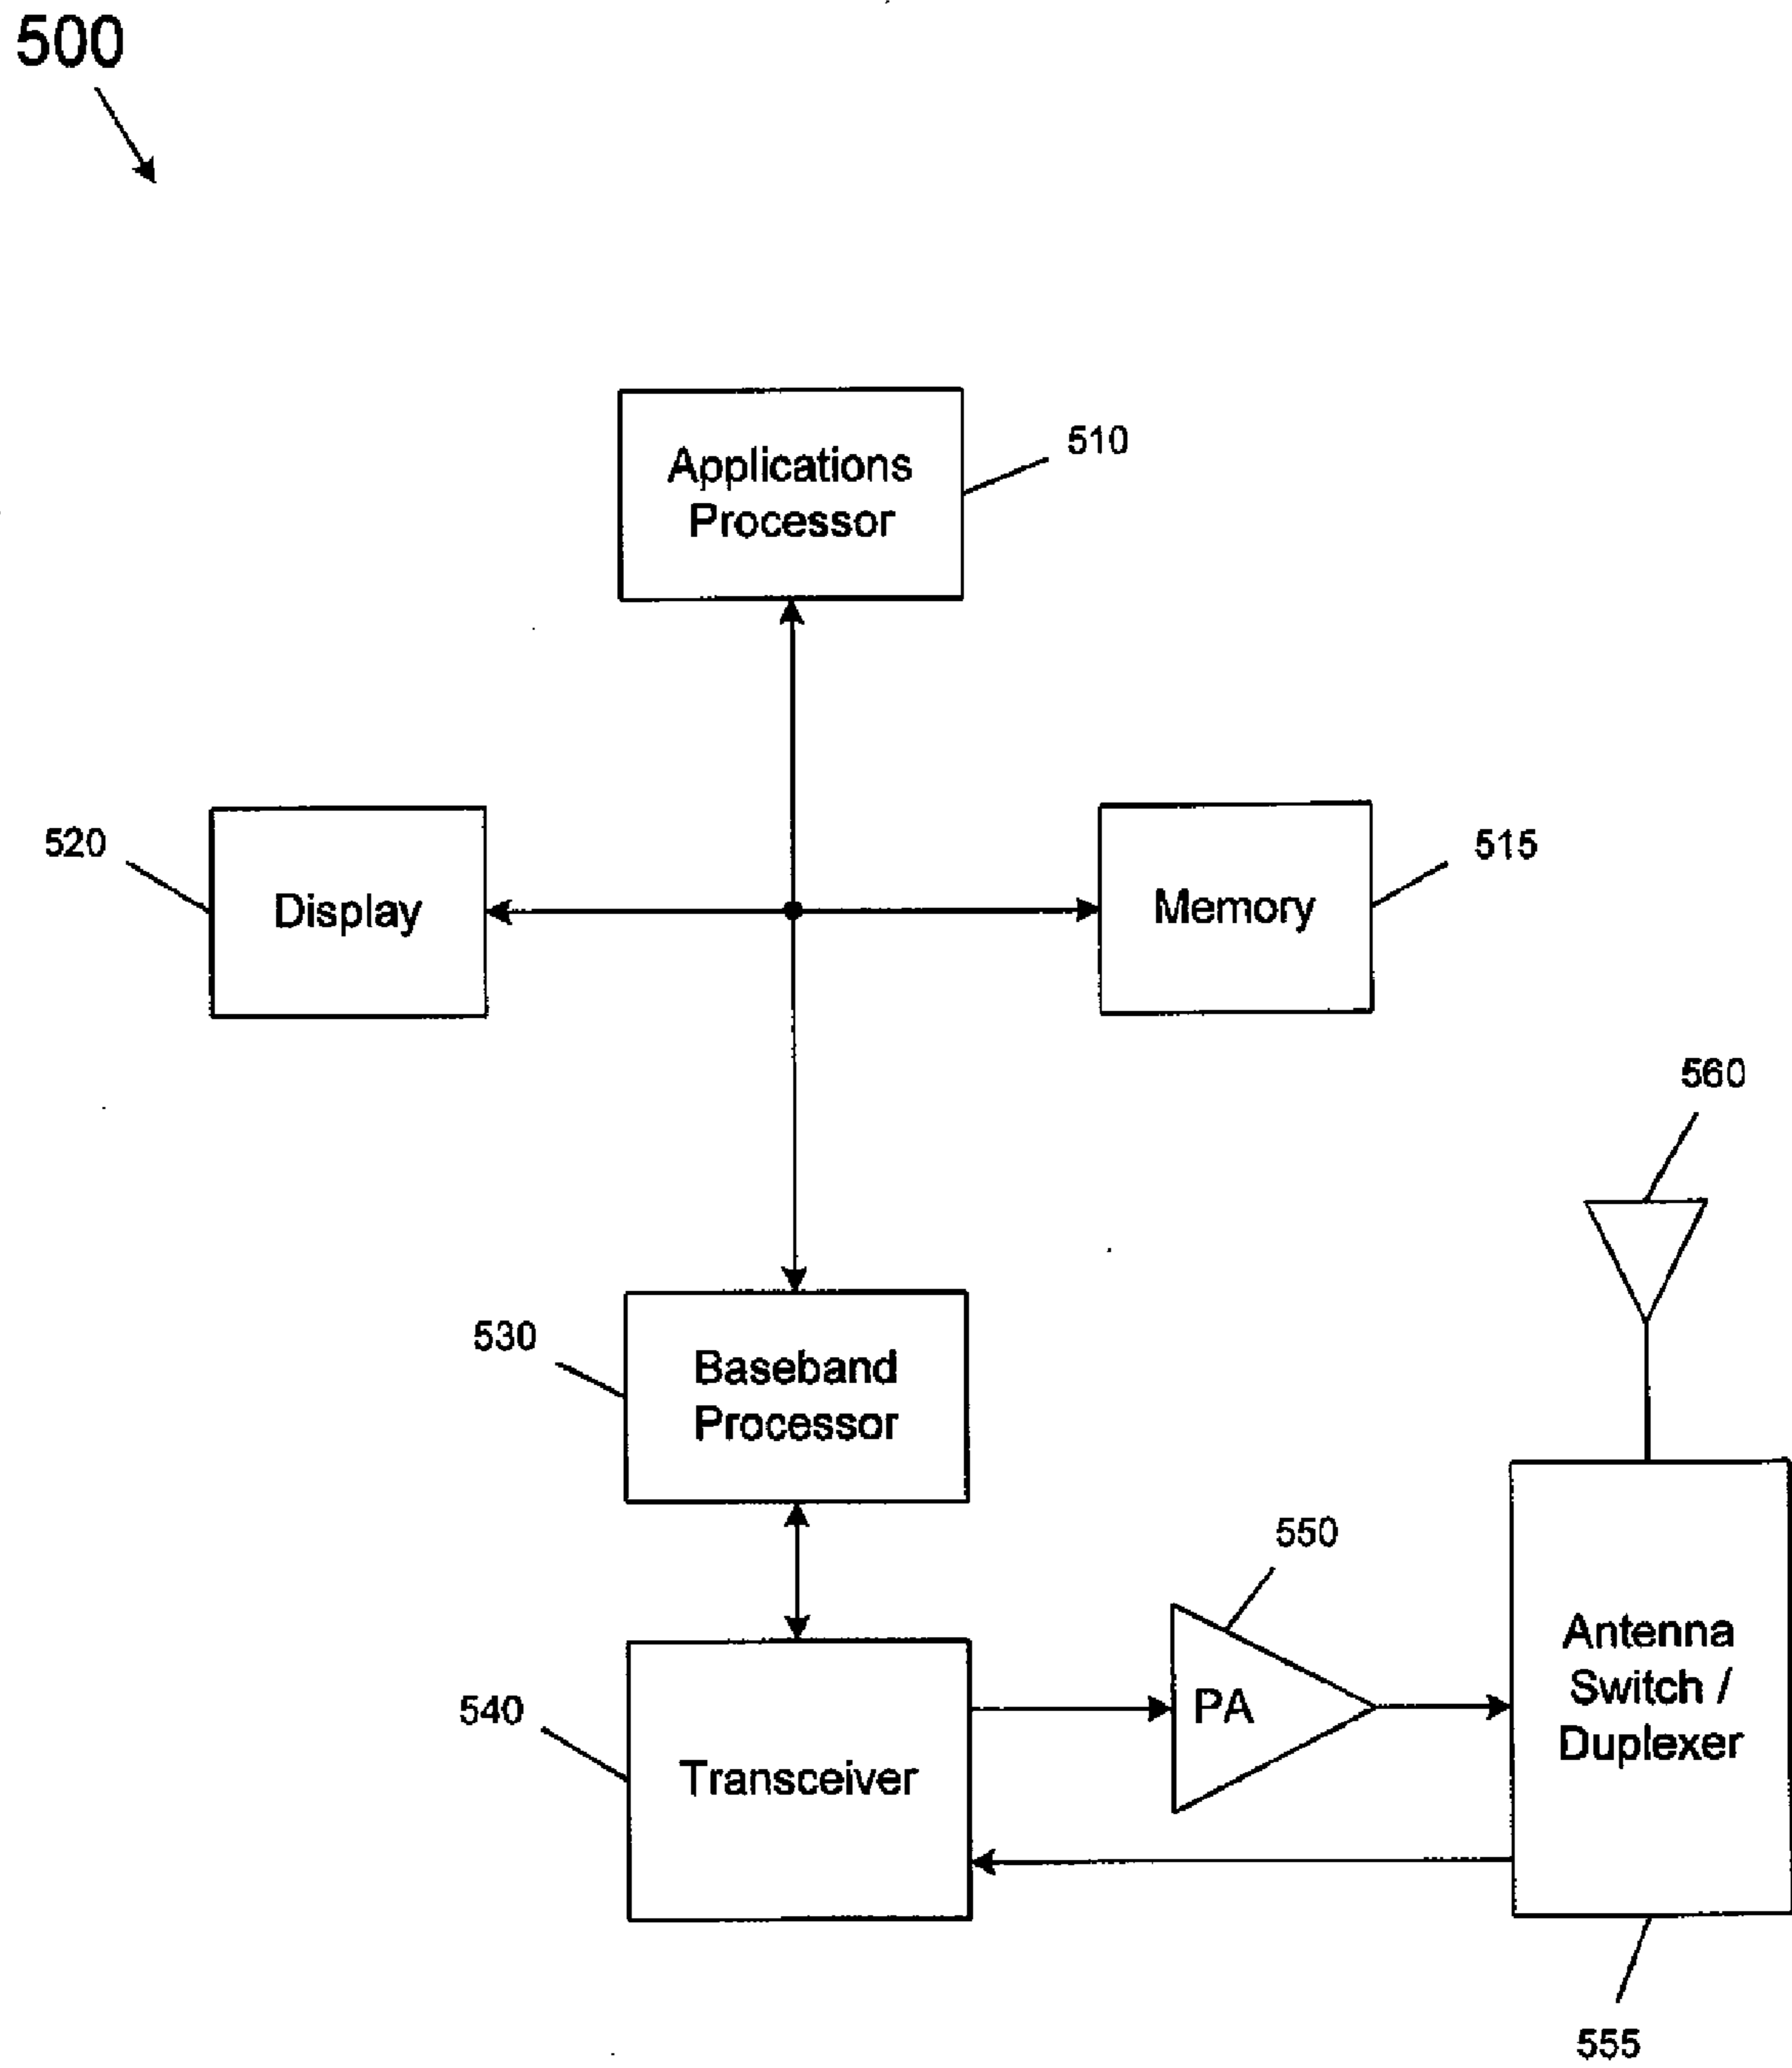 500
Applications
Processor
510
520
Display
Memory
515
560
530
Baseband
Processor
550
540
Transceiver
PA
Antenna
Switch /
Duplexer
555